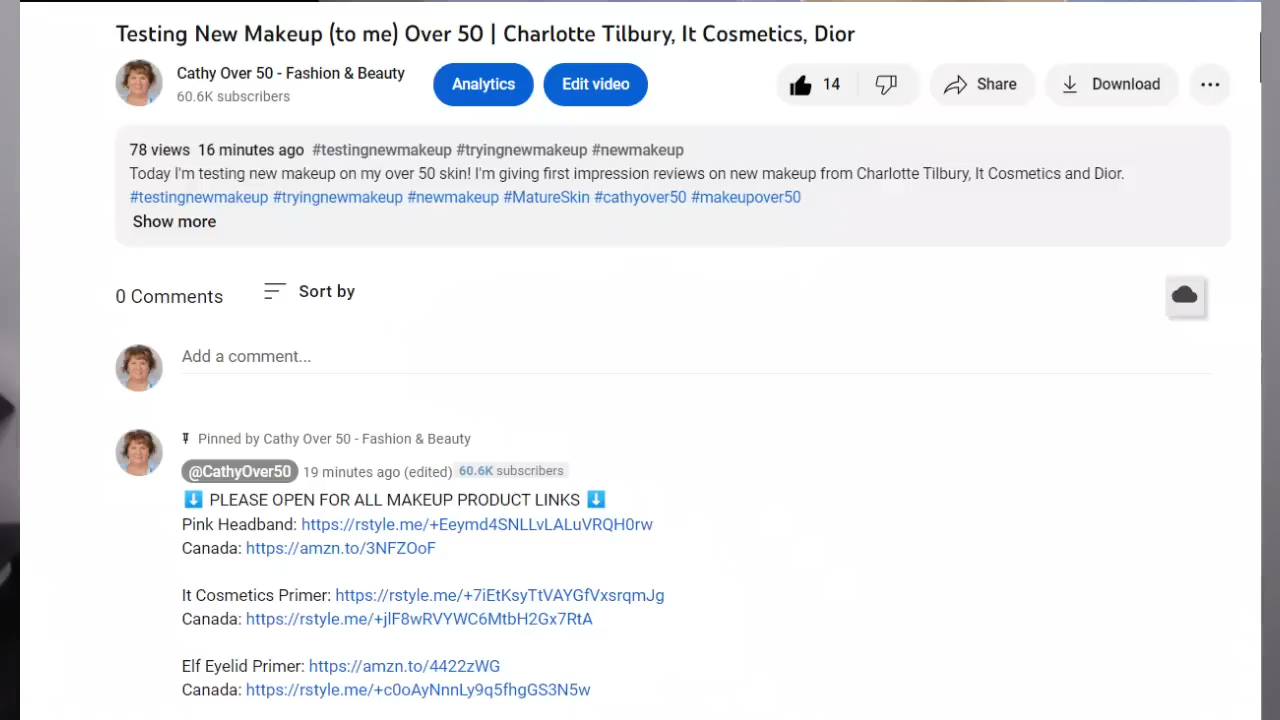 Testing New Makeup (to me) Over 50 | Charlotte Tilbury, It Cosmetics, Dior
Cathy Over 50 - Fashion & Beauty
60.6K subscribers
Analytics
Edit video
14
Share
Download
78 views 16 minutes ago #testingnewmakeup #tryingnewmakeup #newmakeup
Today I'm testing new makeup on my over 50 skin! I'm giving first impression reviews on new makeup from Charlotte Tilbury, It Cosmetics and Dior.
#testingnewmakeup #tryingnewmakeup #newmakeup #MatureSkin #cathyover50 #makeupover50
Show more
0 Comments
Sort by
Add a comment...
Pinned by Cathy Over 50 - Fashion & Beauty
@CathyOver50 19 minutes ago (edited) 60.6K subscribers
⬇️ PLEASE OPEN FOR ALL MAKEUP PRODUCT LINKS ⬇️
Pink Headband: https://rstyle.me/+Eeymd4SNLLvLALuVRQH0rw
Canada: https://amzn.to/3NFZOoF
It Cosmetics Primer: https://rstyle.me/+7iEtKsyTtVAYGfVxsrqmJg
Canada: https://rstyle.me/+jlF8wRVYWC6MtbH2Gx7RtA
Elf Eyelid Primer: https://amzn.to/4422zWG
Canada: https://rstyle.me/+c0oAyNnnLy9q5fhgGS3N5w